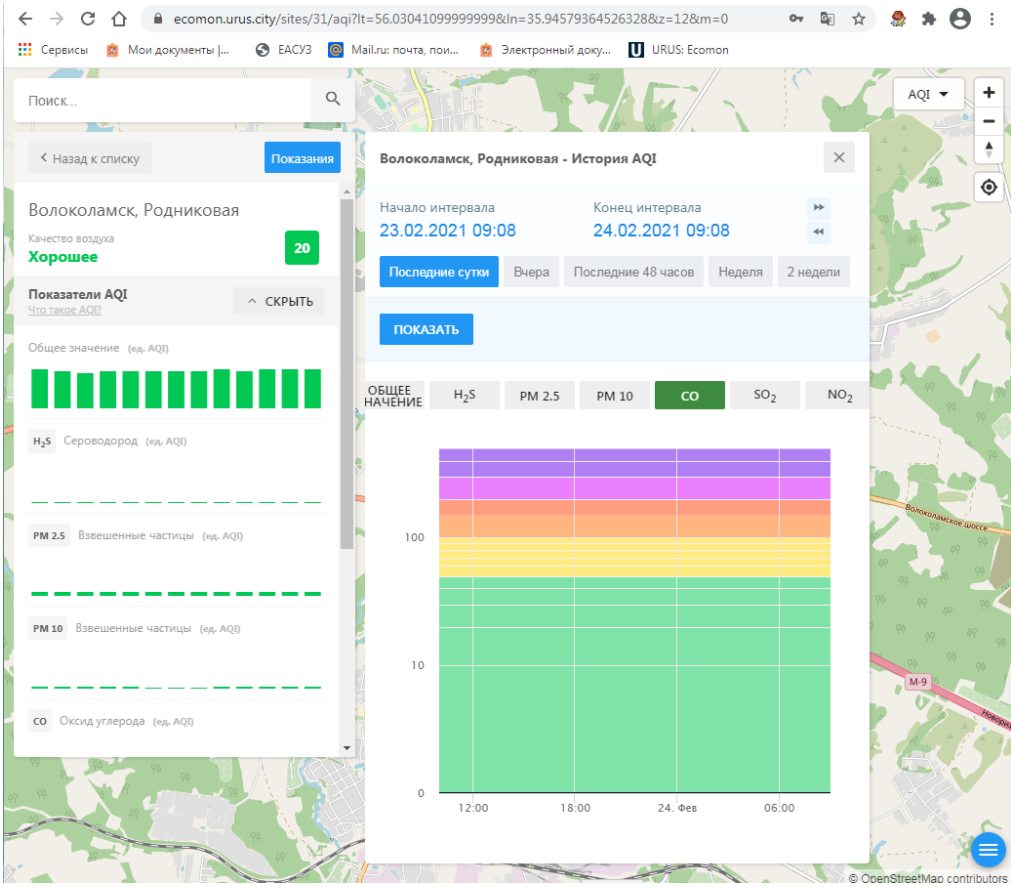 ecomon.urus.city/sites/31/aqi?lt=56.03041099999999&ln=35.94579364526328&z=12&m=0
Сервисы Мои документы |... ЕАСУЗ Mail.ru: почта, пои... Электронный доку... URUS: Ecomon
Поиск...
AQI
+
−
Назад к списку Показания
Волоколамск, Родниковая
Качество воздуха
Хорошее
20
Показатели AQI
Что такое AQI?
СКРЫТЬ
Общее значение (ед. AQI)
H2S Сероводород (ед. AQI)
PM 2.5 Взвешенные частицы (ед. AQI)
PM 10 Взвешенные частицы (ед. AQI)
CO Оксид углерода (ед. AQI)
Волоколамск, Родниковая - История AQI
Начало интервала Конец интервала
23.02.2021 09:08 24.02.2021 09:08
Последние сутки Вчера Последние 48 часов Неделя 2 недели
ПОКАЗАТЬ
ОБЩЕЕ
НАЧЕНИЕ
H2S PM 2.5 PM 10 CO SO2 NO2
100
10
0
12:00 18:00 24. Фев 06:00
Волоколамское шоссе
М-9
Новориж
© OpenStreetMap contributors